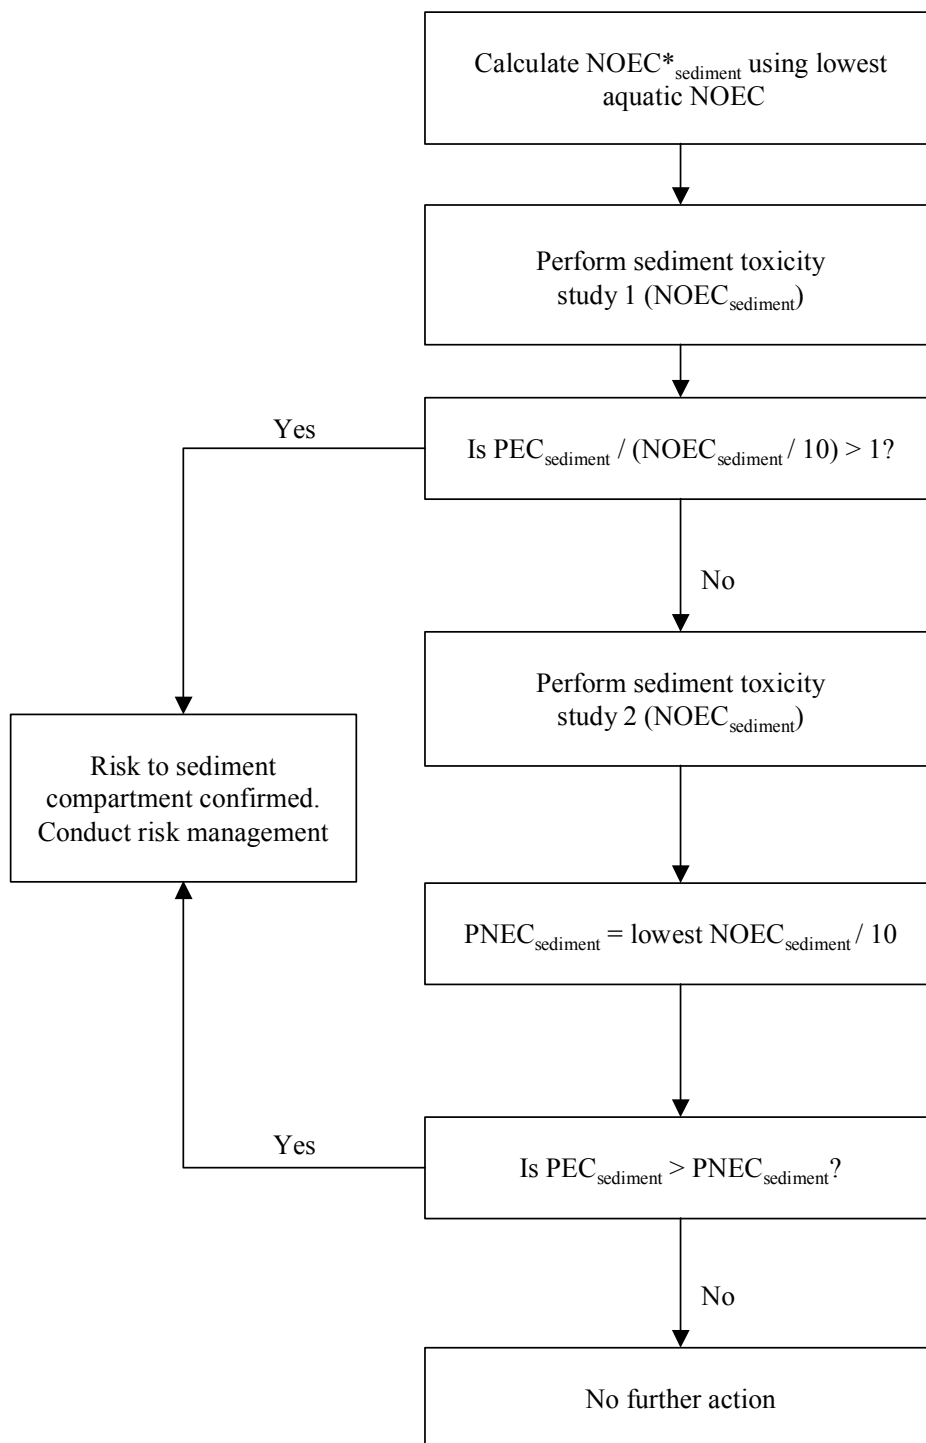 Calculate NOEC*sediment using lowest
aquatic NOEC
Perform sediment toxicity
study 1 (NOECsediment)
Yes
Is PECsediment / (NOECsediment / 10) > 1?
No
Perform sediment toxicity
study 2 (NOECsediment)
Risk to sediment
compartment confirmed.
Conduct risk management
PNECsediment = lowest NOECsediment / 10
Yes
Is PECsediment > PNECsediment?
No
No further action